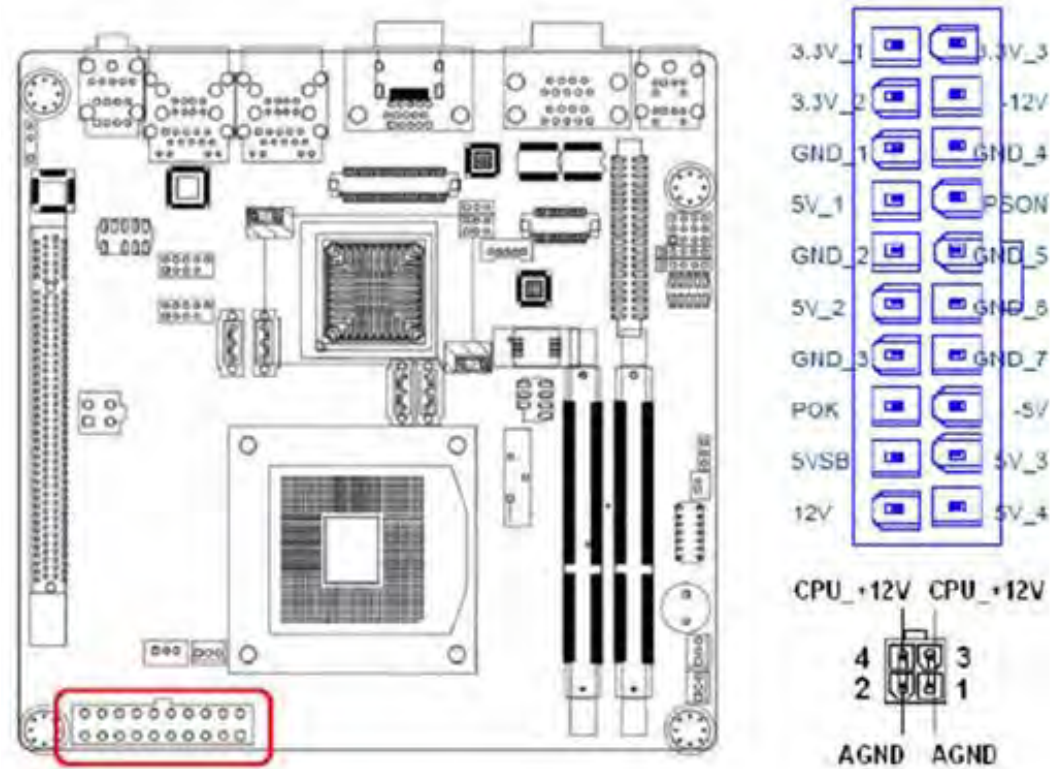 3.3V_1 3.3V_3
3.3V_2 -12V
GND_1 GND_4
5V_1 PSON
GND_2 GND_5
5V_2 GND_6
GND_3 GND_7
POK -5V
5VSB 5V_3
12V 5V_4
CPU_+12V CPU_+12V
4 3
2 1
AGND AGND